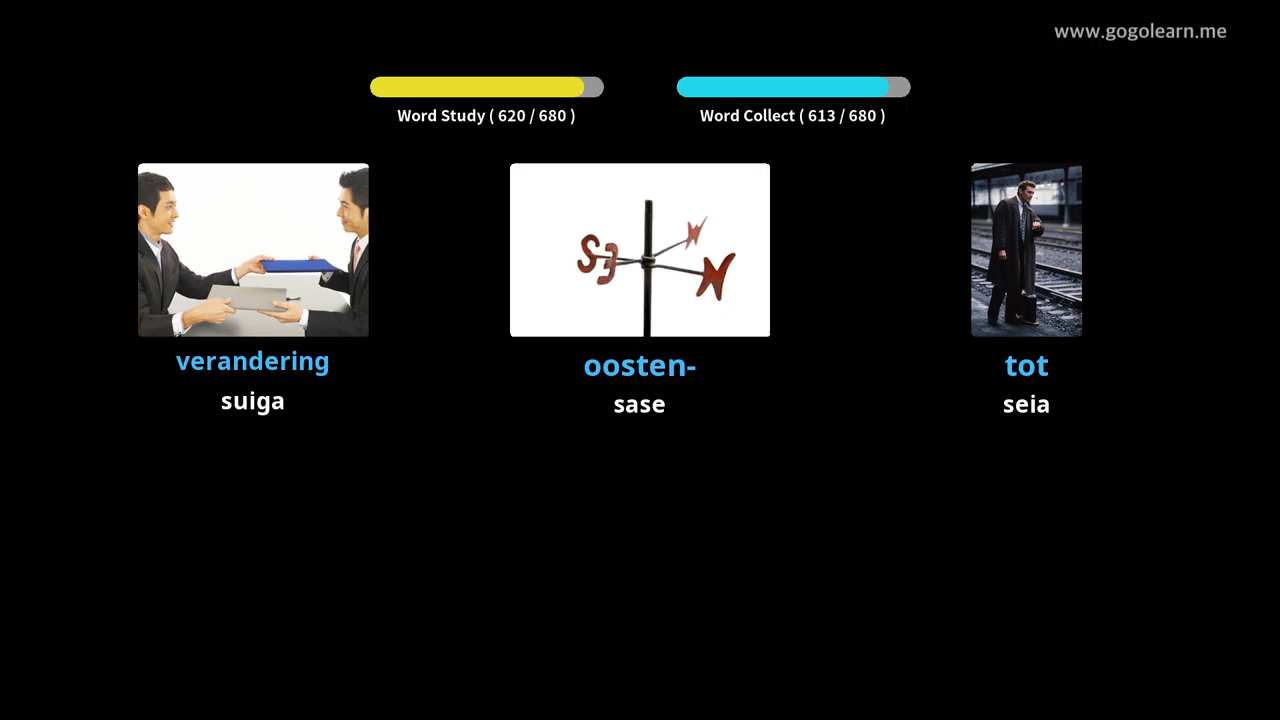 www.gogolearn.me
Word Study ( 620 / 680 )
Word Collect ( 613 / 680 )
S E N W
verandering
suiga
oosten-
sase
tot
seia